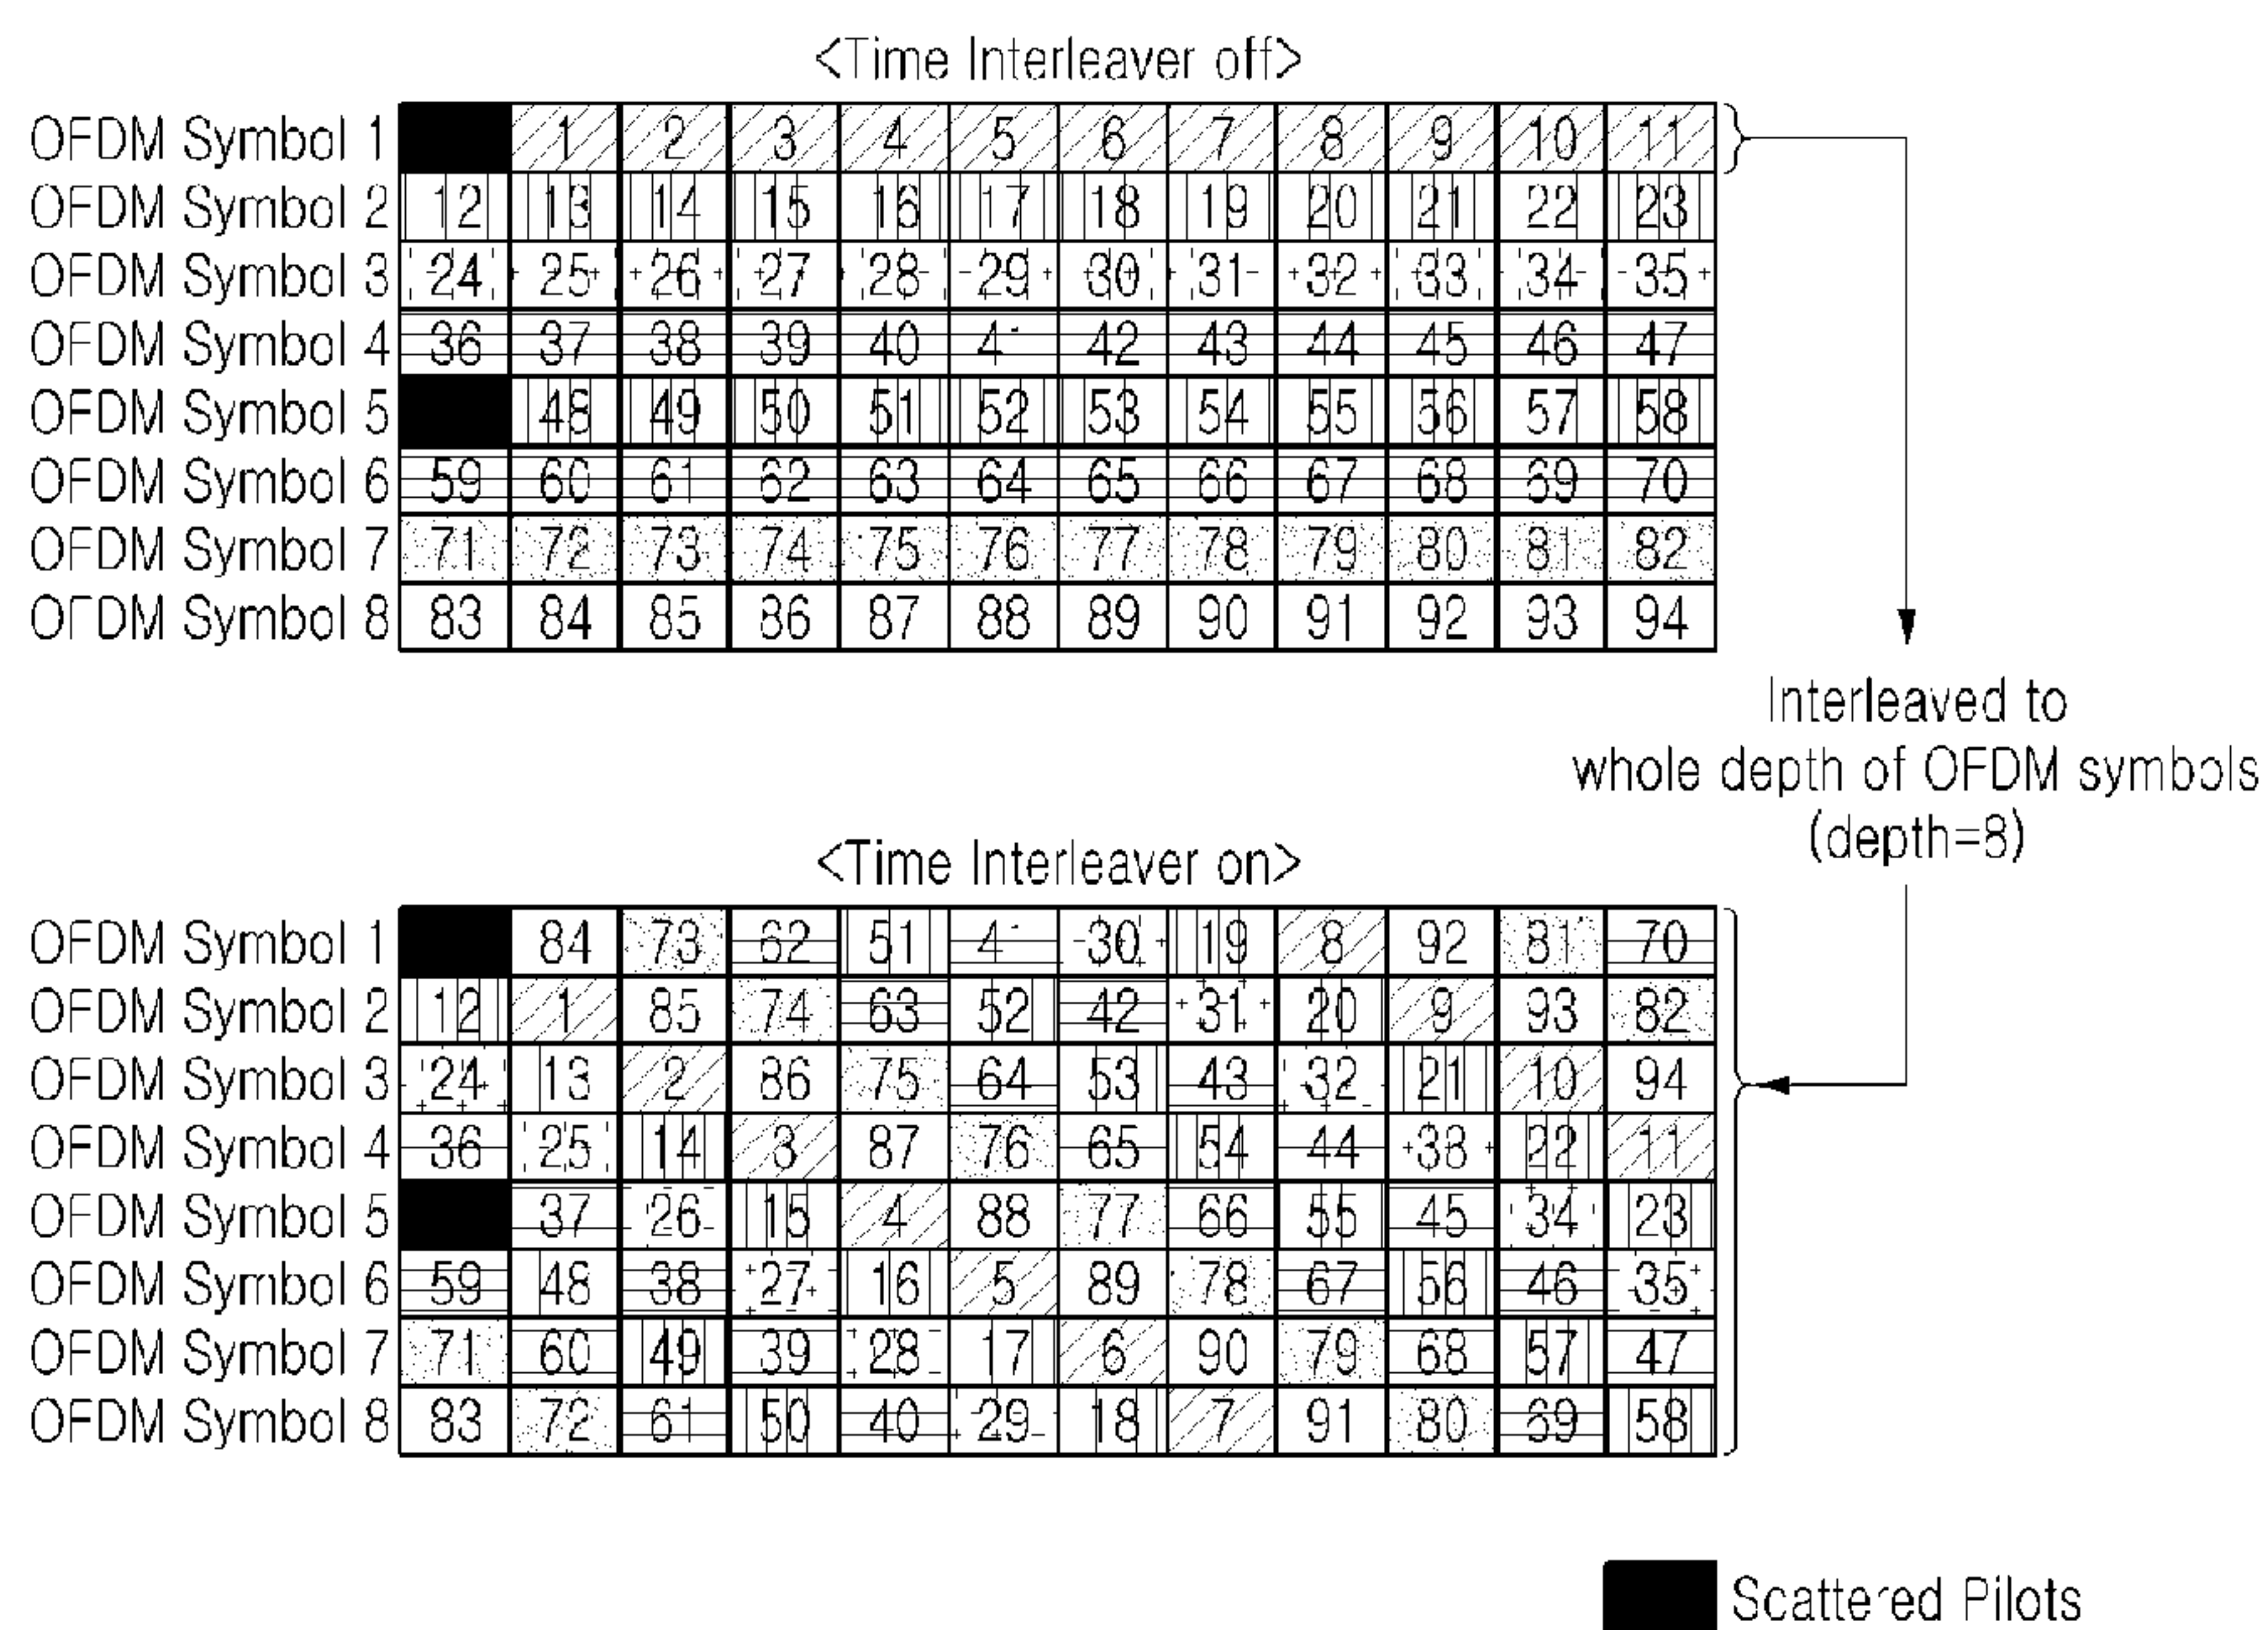 <Time Interleaver off>
OFDM Symbol 1 1 2 3 4 5 6 7 8 9 10 11
OFDM Symbol 2 12 13 14 15 16 17 18 19 20 21 22 23
OFDM Symbol 3 24 25 26 27 28 29 30 31 32 33 34 35
OFDM Symbol 4 36 37 38 39 40 41 42 43 44 45 46 47
OFDM Symbol 5 48 49 50 51 52 53 54 55 56 57 58
OFDM Symbol 6 59 60 61 62 63 64 65 66 67 68 69 70
OFDM Symbol 7 71 72 73 74 75 76 77 78 79 80 81 82
OFDM Symbol 8 83 84 85 86 87 88 89 90 91 92 93 94
Interleaved to
whole depth of OFDM symbols
(depth=8)
<Time Interleaver on>
OFDM Symbol 1 84 73 62 51 41 30 19 8 92 81 70
OFDM Symbol 2 12 1 85 74 63 52 42 31 20 9 93 82
OFDM Symbol 3 24 13 2 86 75 64 53 43 32 21 10 94
OFDM Symbol 4 36 25 14 3 87 76 65 54 44 33 22 11
OFDM Symbol 5 37 26 15 4 88 77 66 55 45 34 23
OFDM Symbol 6 59 48 38 27 16 5 89 78 67 56 46 35
OFDM Symbol 7 71 60 49 39 28 17 6 90 79 68 57 47
OFDM Symbol 8 83 72 61 50 40 29 18 7 91 80 69 58
Scattered Pilots